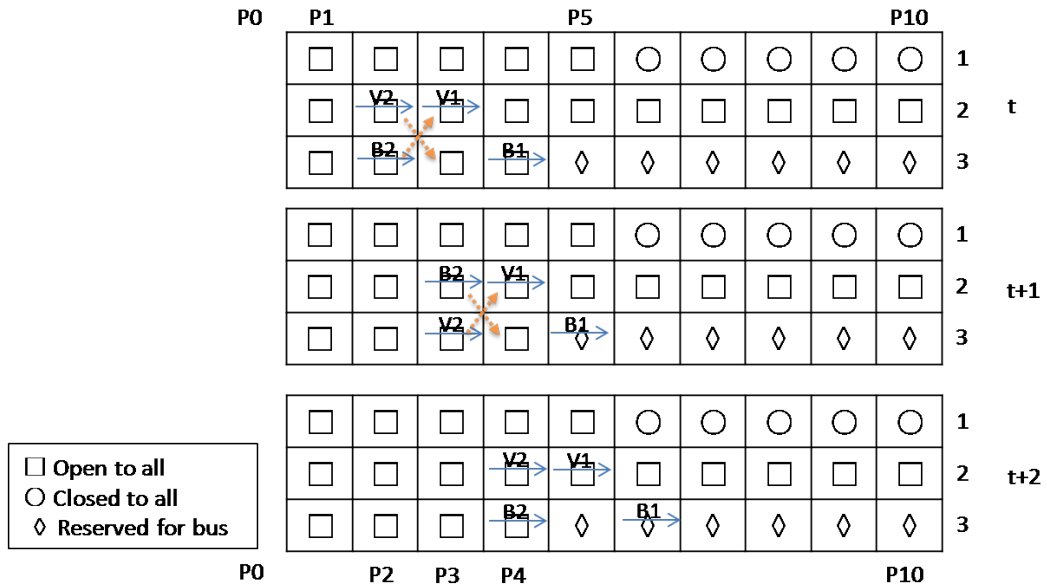 P0 P1 P5 P10
1
V2 V1 2 t
B2 B1 3
1
B2 V1 2 t+1
V2 B1 3
1
V2 V1 2 t+2
B2 B1 3
Open to all
Closed to all
Reserved for bus
P0 P2 P3 P4 P10